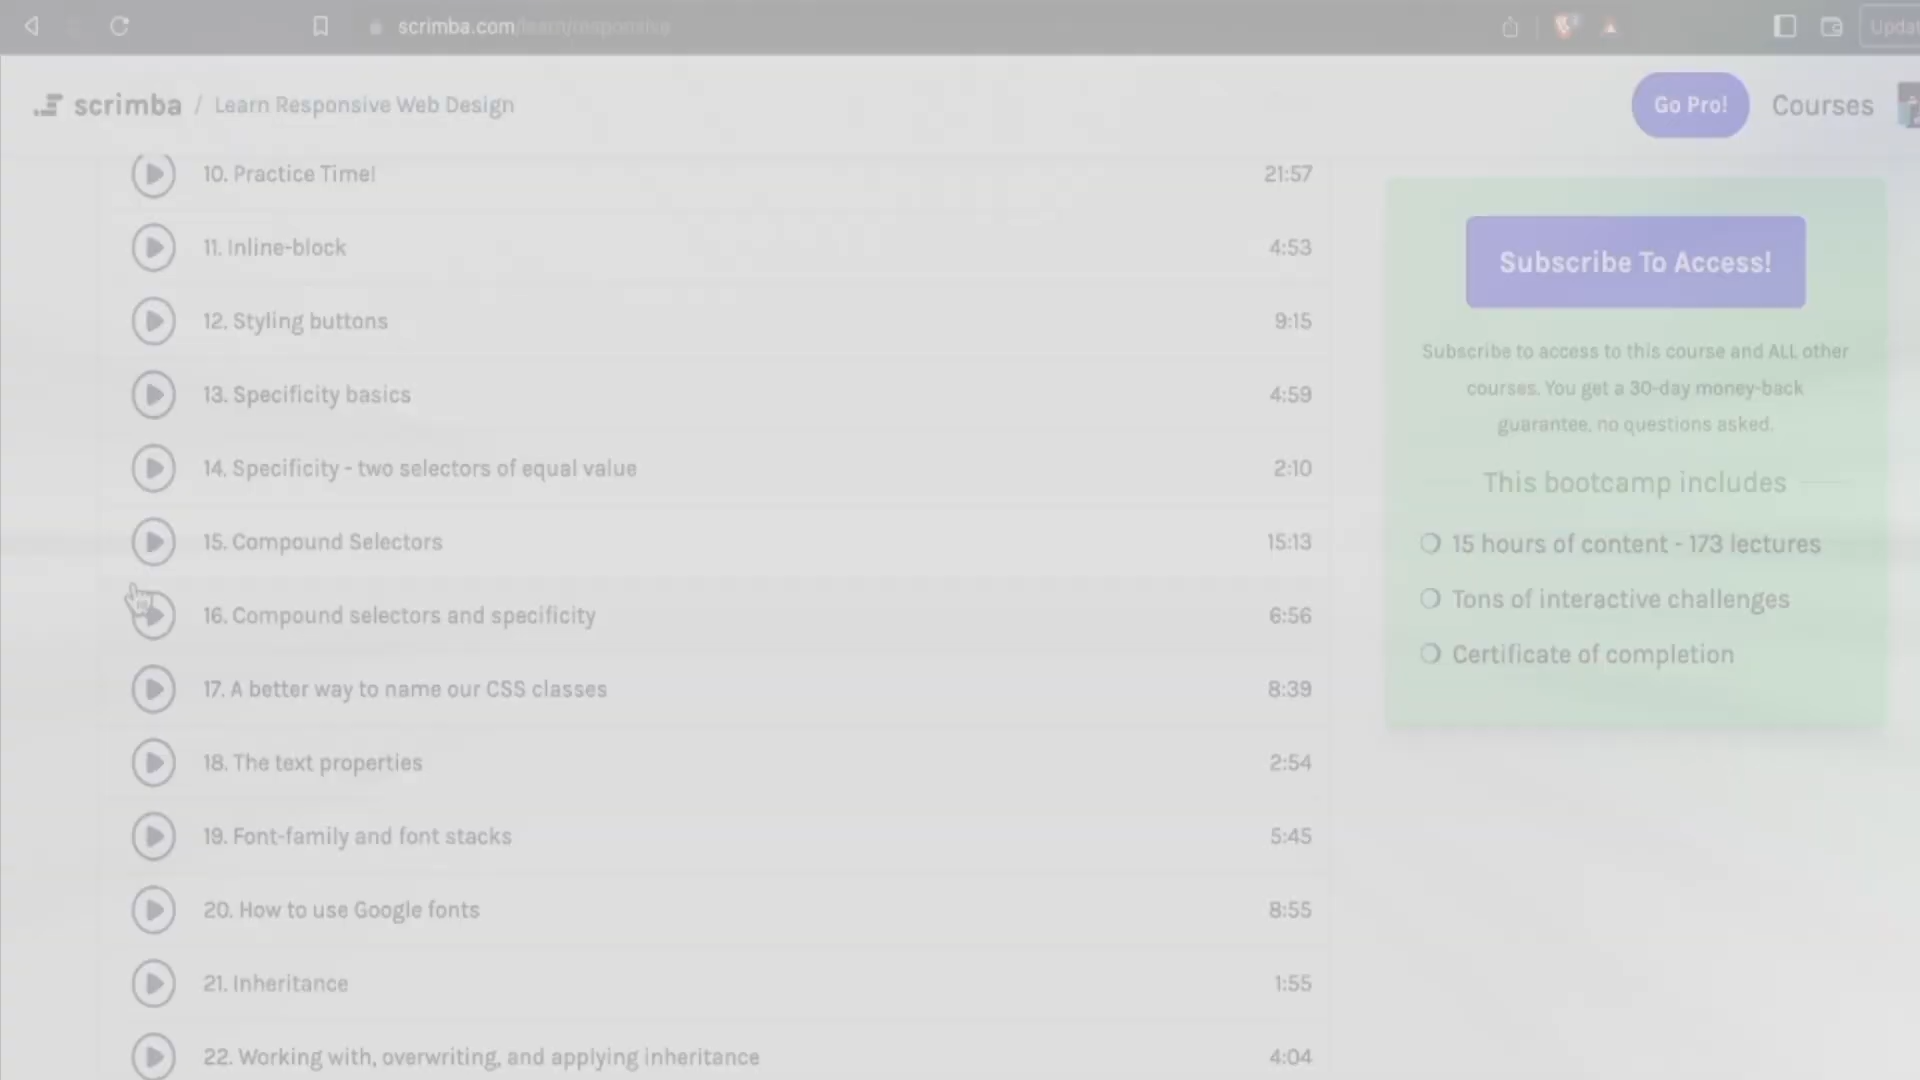 scrimba.com/learn/responsive
Updat
scrimba / Learn Responsive Web Design
Go Pro!
Courses
10. Practice Time! 21:57
11. Inline-block 4:53
12. Styling buttons 9:15
13. Specificity basics 4:59
14. Specificity - two selectors of equal value 2:10
15. Compound Selectors 15:13
16. Compound selectors and specificity 6:56
17. A better way to name our CSS classes 8:39
18. The text properties 2:54
19. Font-family and font stacks 5:45
20. How to use Google fonts 8:55
21. Inheritance 1:55
22. Working with, overwriting, and applying inheritance 4:04
Subscribe To Access!
Subscribe to access to this course and ALL other
courses. You get a 30-day money-back
guarantee, no questions asked.
This bootcamp includes
15 hours of content - 173 lectures
Tons of interactive challenges
Certificate of completion